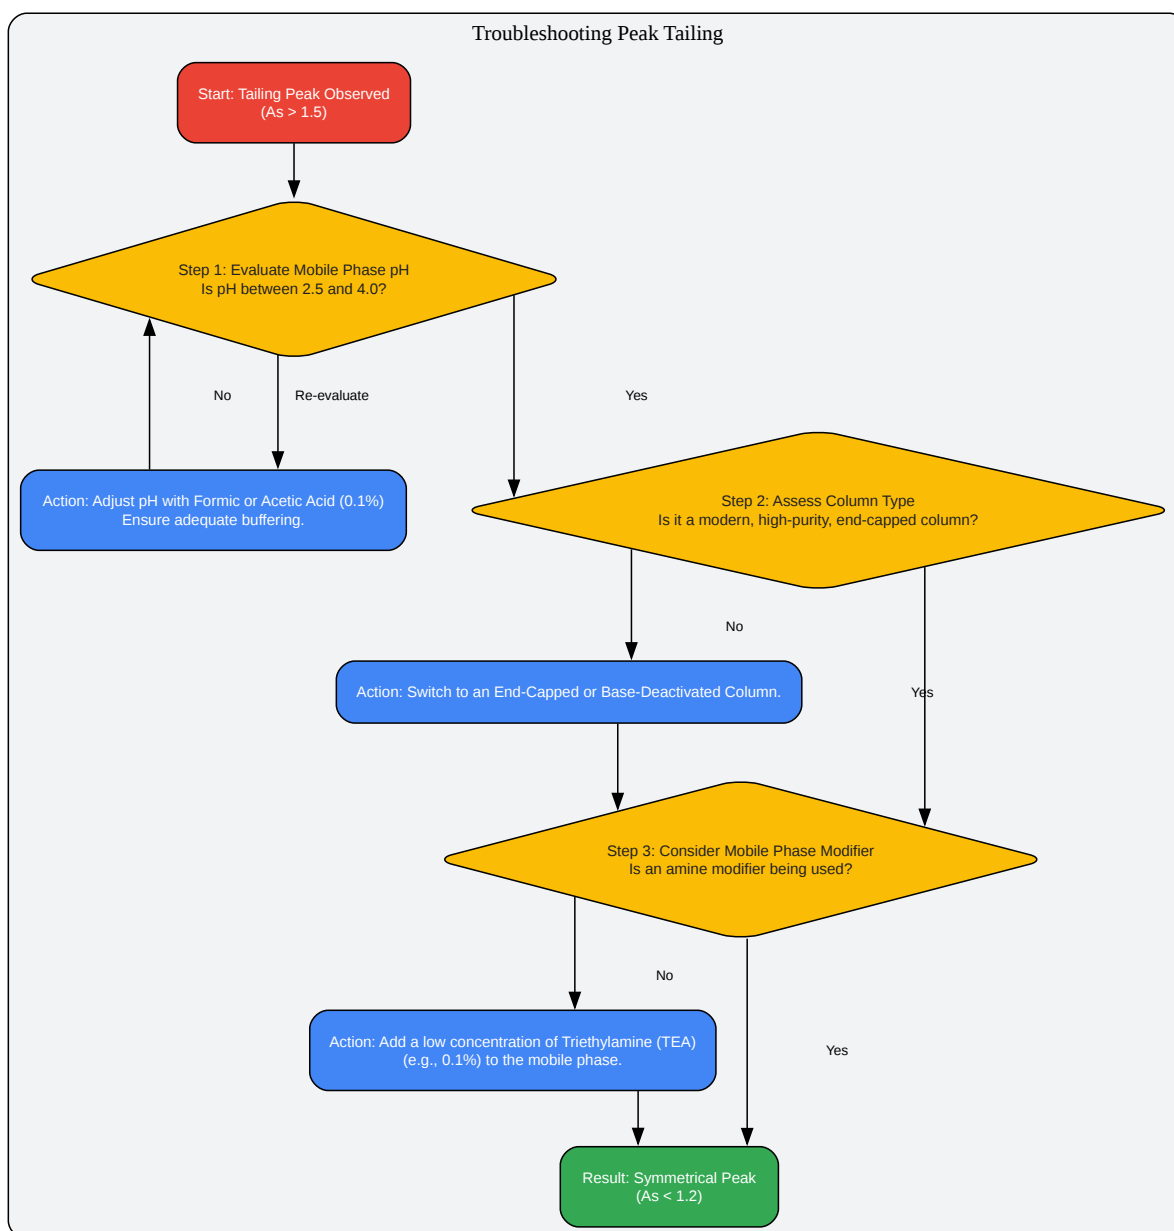 Troubleshooting Peak Tailing
Start: Tailing Peak Observed
(As > 1.5)
Step 1: Evaluate Mobile Phase pH
Is pH between 2.5 and 4.0?
No
Re-evaluate
Yes
Action: Adjust pH with Formic or Acetic Acid (0.1%)
Ensure adequate buffering.
Step 2: Assess Column Type
Is it a modern, high-purity, end-capped column?
No
Action: Switch to an End-Capped or Base-Deactivated Column.
Yes
Step 3: Consider Mobile Phase Modifier
Is an amine modifier being used?
No
Action: Add a low concentration of Triethylamine (TEA)
(e.g., 0.1%) to the mobile phase.
Yes
Result: Symmetrical Peak
(As < 1.2)